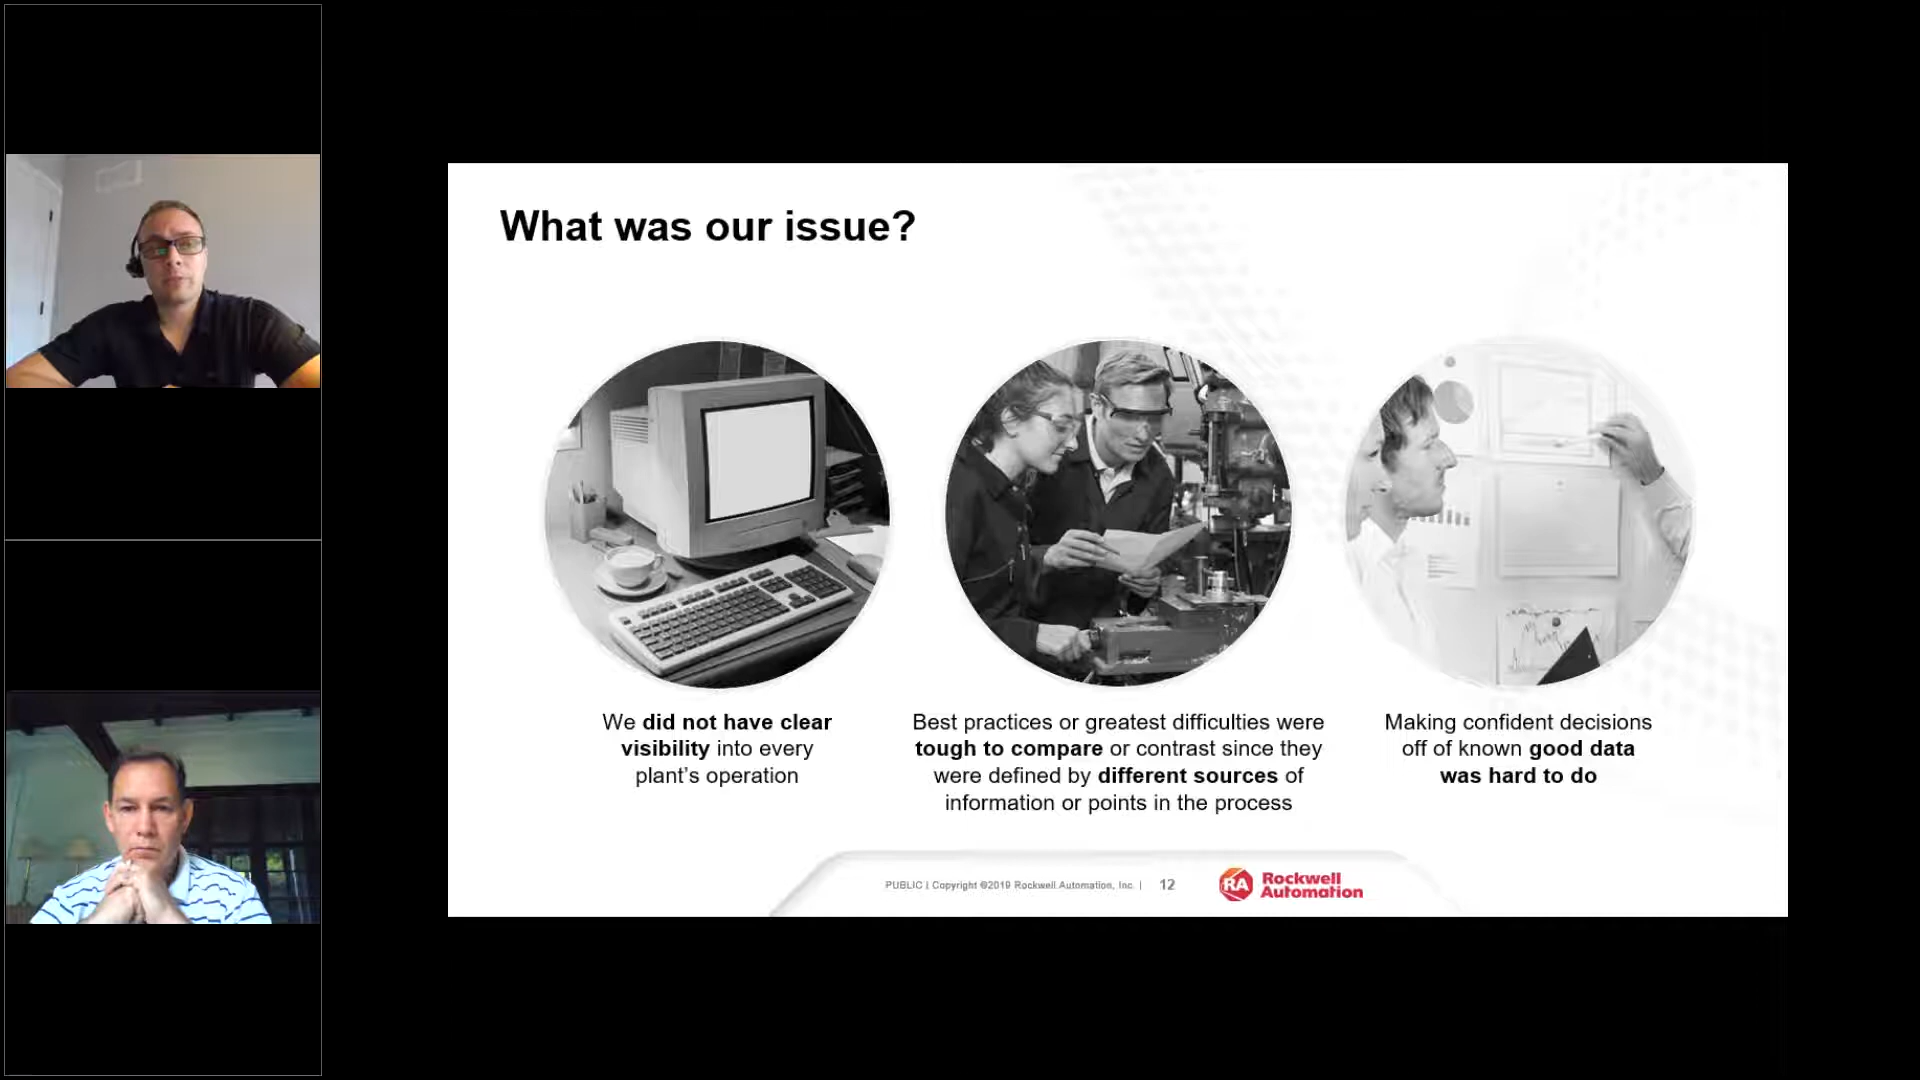 What was our issue?
We did not have clear
visibility into every
plant's operation
Best practices or greatest difficulties were
tough to compare or contrast since they
were defined by different sources of
information or points in the process
Making confident decisions
off of known good data
was hard to do
PUBLIC | Copyright ©2019 Rockwell Automation, Inc. | 12
RA
Rockwell
Automation